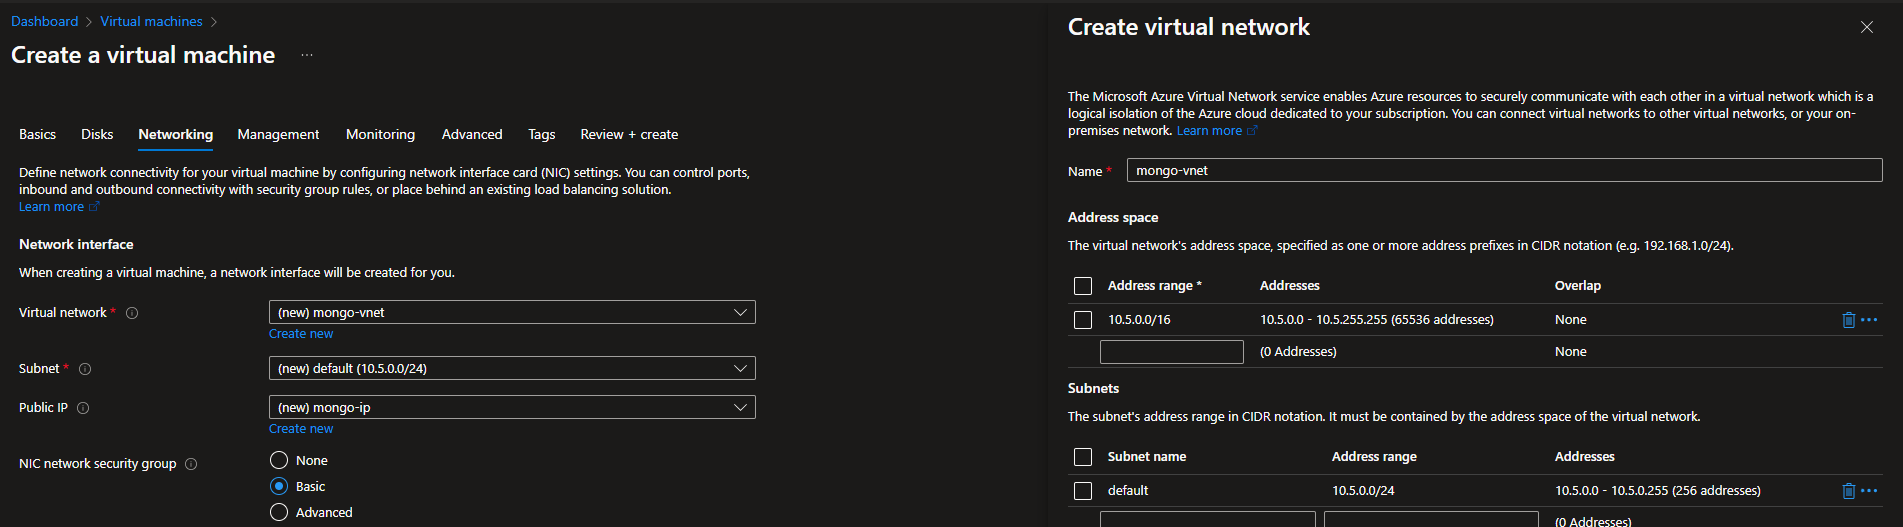 Dashboard > Virtual machines >
Create a virtual machine ...
Basics Disks Networking Management Monitoring Advanced Tags Review + create
Define network connectivity for your virtual machine by configuring network interface card (NIC) settings. You can control ports,
inbound and outbound connectivity with security group rules, or place behind an existing load balancing solution.
Learn more
Network interface
When creating a virtual machine, a network interface will be created for you.
Virtual network *
(new) mongo-vnet
Create new
Subnet *
(new) default (10.5.0.0/24)
Public IP
(new) mongo-ip
Create new
NIC network security group
None
Basic
Advanced
Create virtual network
The Microsoft Azure Virtual Network service enables Azure resources to securely communicate with each other in a virtual network which is a
logical isolation of the Azure cloud dedicated to your subscription. You can connect virtual networks to other virtual networks, or your on-
premises network. Learn more
Name *
mongo-vnet
Address space
The virtual network's address space, specified as one or more address prefixes in CIDR notation (e.g. 192.168.1.0/24).
Address range * Addresses Overlap
10.5.0.0/16 10.5.0.0 - 10.5.255.255 (65536 addresses) None
(0 Addresses) None
Subnets
The subnet's address range in CIDR notation. It must be contained by the address space of the virtual network.
Subnet name Address range Addresses
default 10.5.0.0/24 10.5.0.0 - 10.5.0.255 (256 addresses)
(0 Addresses)